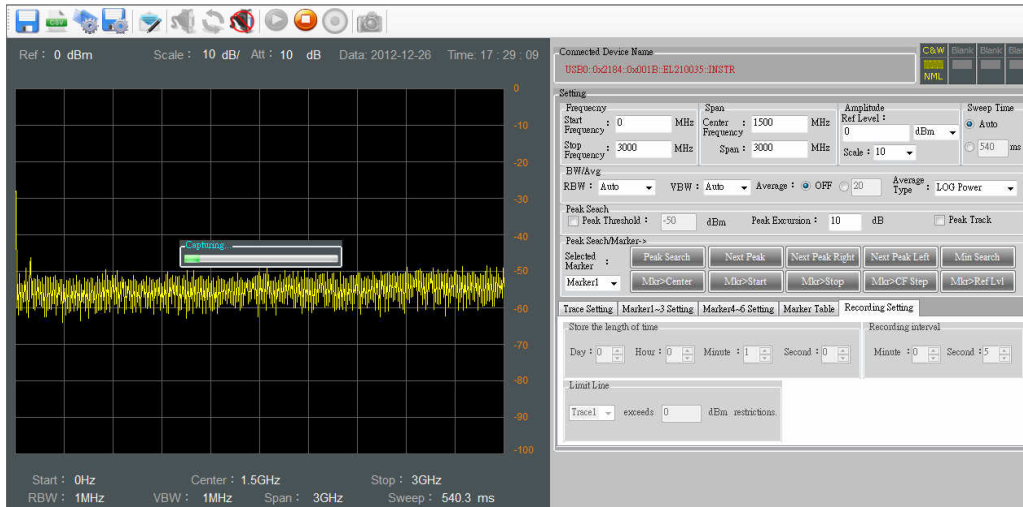 CSV
Ref : 0 dBm Scale : 10 dB/ Att : 10 dB Data: 2012-12-26 Time: 17 : 29 : 09
0
-10
-20
-30
-40
-50
-60
-70
-80
-90
-100
Capturing...
Start : 0Hz Center : 1.5GHz Stop : 3GHz
RBW : 1MHz VBW : 1MHz Span : 3GHz Sweep : 540.3 ms
Connected Device Name
USB0::0x2184::0x001B::EL210035::INSTR
C&W Blank Blank Bla
NML
Setting
Frequecny Span Amplitude Sweep Time
Start Frequency : 0 MHz Center Frequency : 1500 MHz Ref Level : 0 dBm Auto
Stop Frequency : 3000 MHz Span : 3000 MHz Scale : 10 540 ms
BW/Avg
RBW : Auto VBW : Auto Average : OFF 20 Average Type : LOG Power
Peak Seach
Peak Threshold : -50 dBm Peak Excursion : 10 dB Peak Track
Peak Seach/Marker->
Selected Marker : Peak Search Next Peak Next Peak Right Next Peak Left Min Search
Marker1 Mkr>Center Mkr>Start Mkr>Stop Mkr>CF Step Mkr>Ref Lvl
Trace Setting Marker1~3 Setting Marker4~6 Setting Marker Table Recording Setting
Store the length of time Recording interval
Day : 0 Hour : 0 Minute : 1 Second : 0 Minute : 0 Second : 5
Limit Line
Trace1 exceeds 0 dBm restrictions.